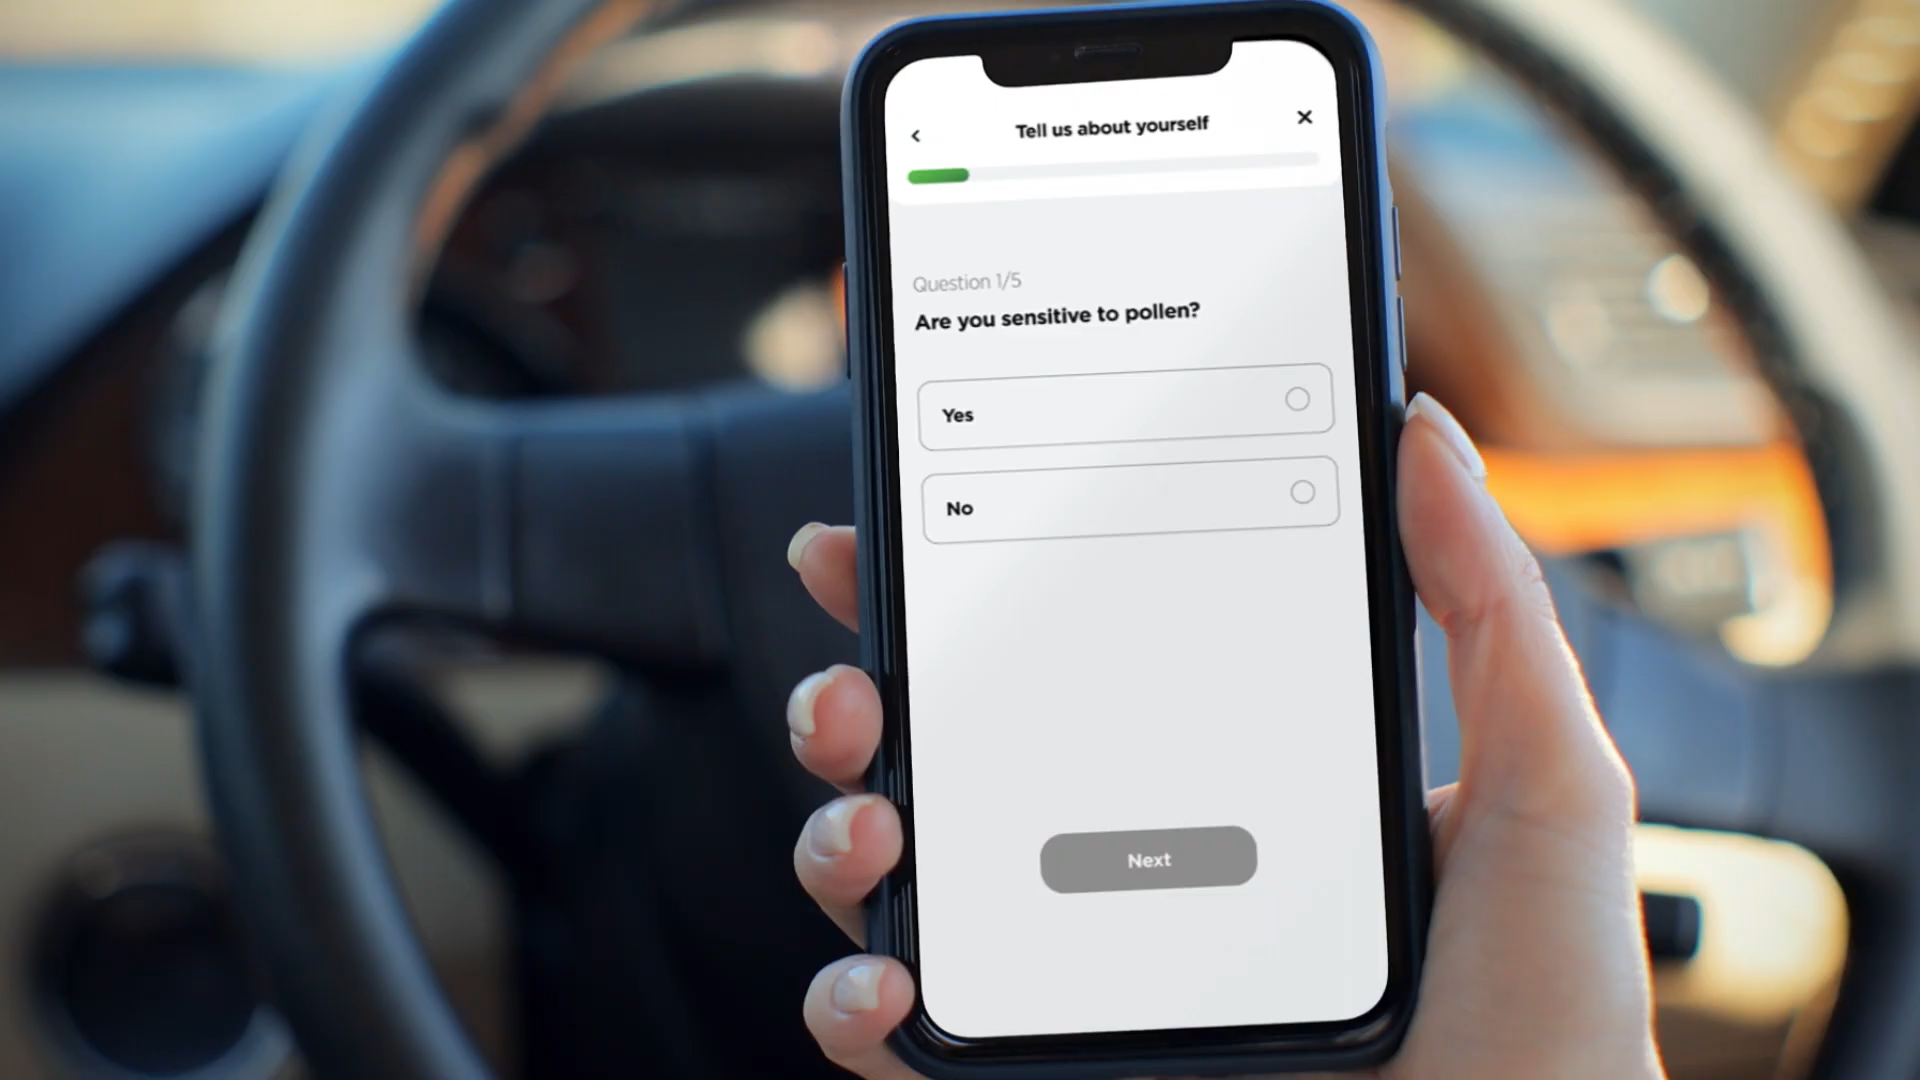 Tell us about yourself
Question 1/5
Are you sensitive to pollen?
Yes
No
Next